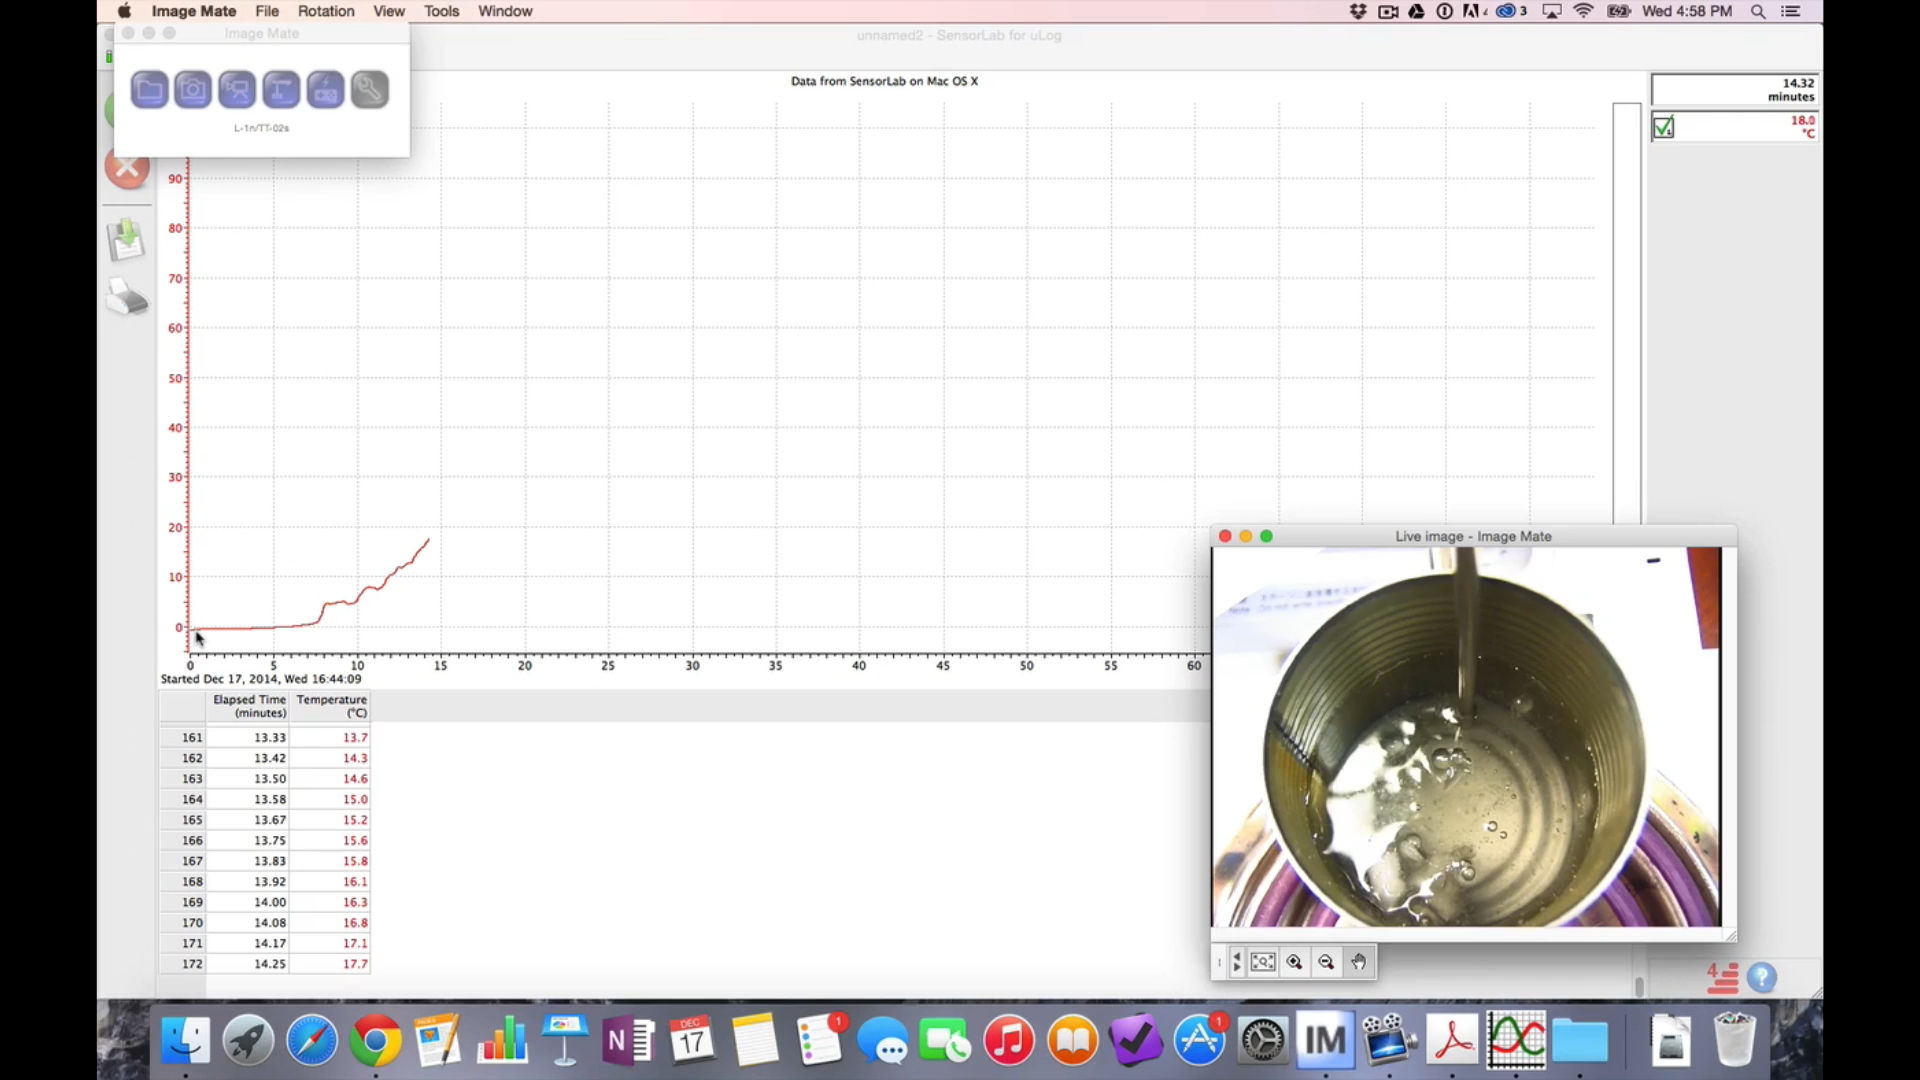 Image Mate File Rotation View Tools Window
3 Wed 4:58 PM
Image Mate
L-1n/TT-02s
unnamed2 - SensorLab for uLog
Data from SensorLab on Mac OS X
14.32
minutes
18.0
°C
90
80
70
60
50
40
30
20
10
0
0 5 10 15 20 25 30 35 40 45 50 55 60
Started Dec 17, 2014, Wed 16:44:09
Elapsed Time Temperature
(minutes) (°C)
161 13.33 13.7
162 13.42 14.3
163 13.50 14.6
164 13.58 15.0
165 13.67 15.2
166 13.75 15.6
167 13.83 15.8
168 13.92 16.1
169 14.00 16.3
170 14.08 16.8
171 14.17 17.1
172 14.25 17.7
Live image - Image Mate
4
?
N
DEC
17
1
1
IM